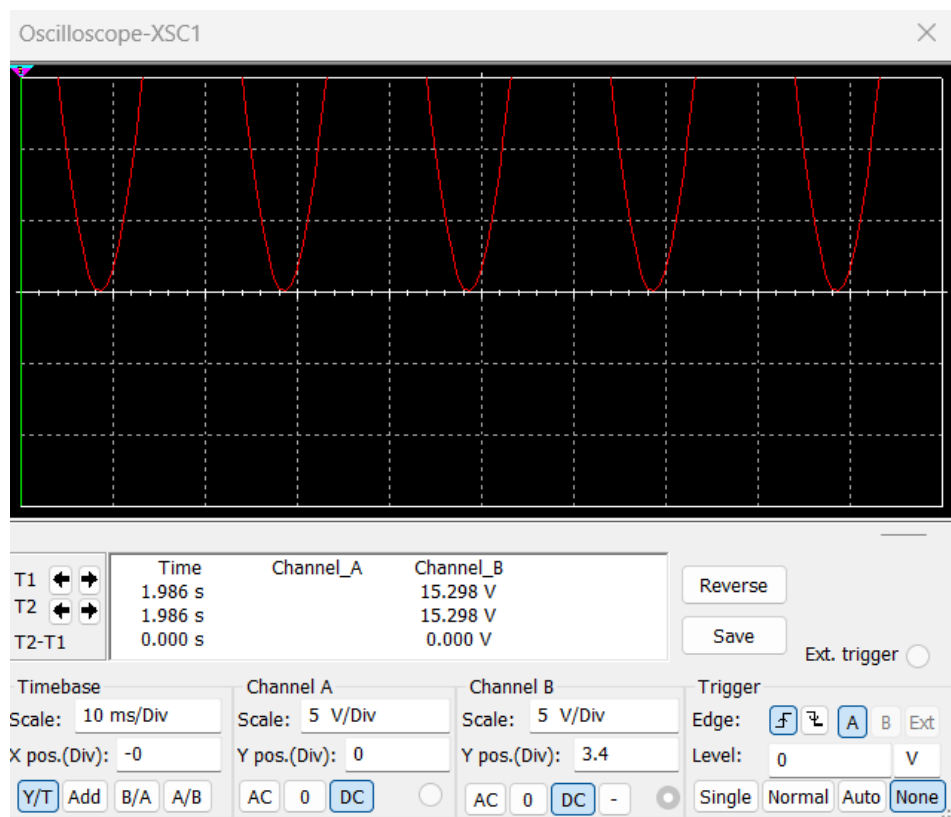 Oscilloscope-XSC1
Time Channel_A Channel_B
T1 1.986 s 15.298 V
T2 1.986 s 15.298 V
T2-T1 0.000 s 0.000 V
Reverse
Save
Ext. trigger
Timebase Channel A Channel B Trigger
Scale: 10 ms/Div Scale: 5 V/Div Scale: 5 V/Div Edge: A B Ext
X pos.(Div): -0 Y pos.(Div): 0 Y pos.(Div): 3.4 Level: 0 V
Y/T Add B/A A/B AC 0 DC AC 0 DC - Single Normal Auto None